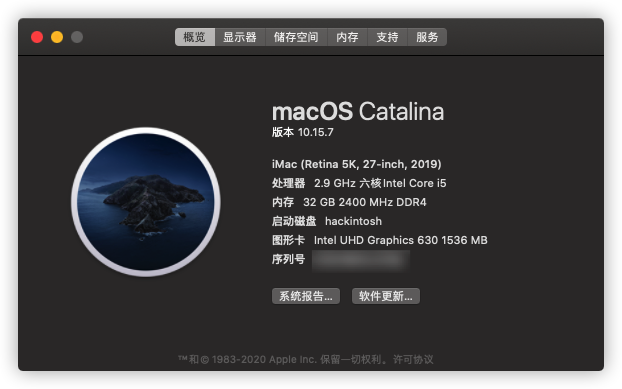 概览 显示器 储存空间 内存 支持 服务
macOS Catalina
版本 10.15.7
iMac (Retina 5K, 27-inch, 2019)
处理器 2.9 GHz 六核Intel Core i5
内存 32 GB 2400 MHz DDR4
启动磁盘 hackintosh
图形卡 Intel UHD Graphics 630 1536 MB
序列号
系统报告... 软件更新...
™和© 1983-2020 Apple Inc. 保留一切权利。许可协议